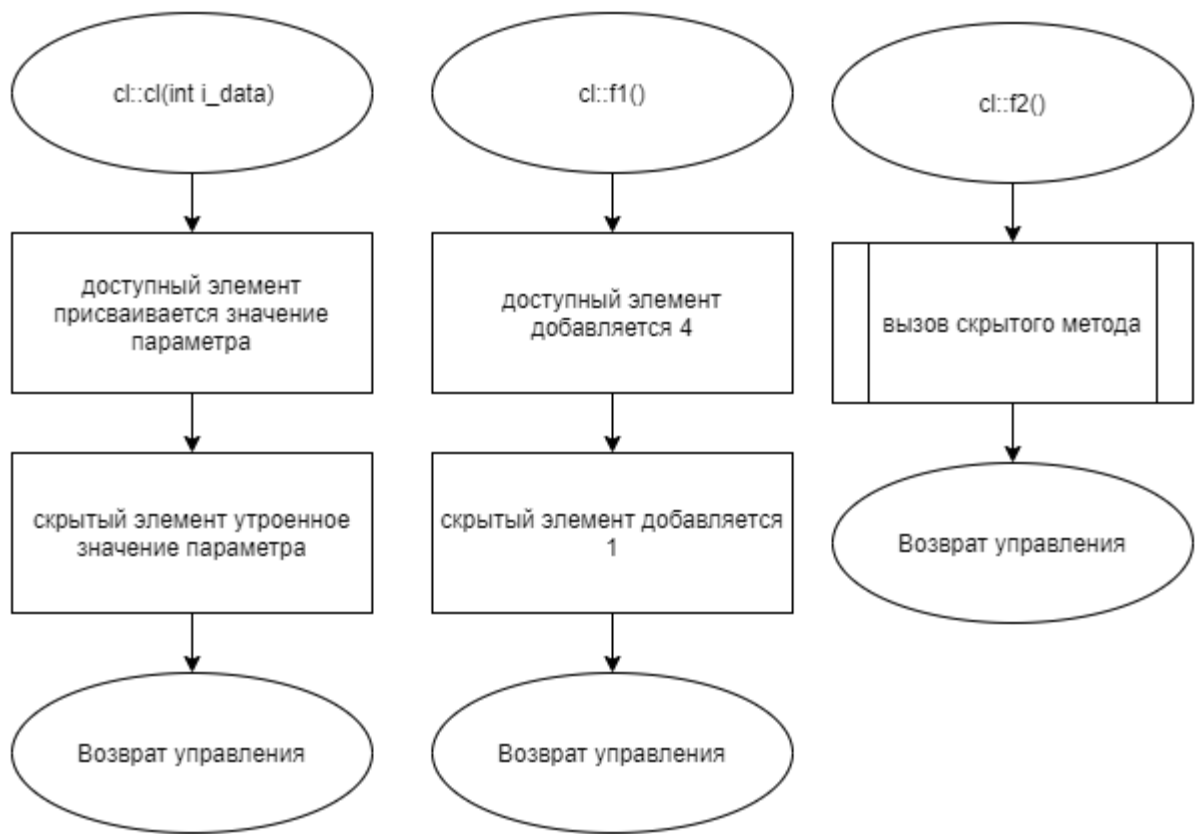 cl::cl(int i_data)
доступный элемент
присваивается значение
параметра
скрытый элемент утроенное
значение параметра
Возврат управления
cl::f1()
доступный элемент
добавляется 4
скрытый элемент добавляется
1
Возврат управления
cl::f2()
вызов скрытого метода
Возврат управления